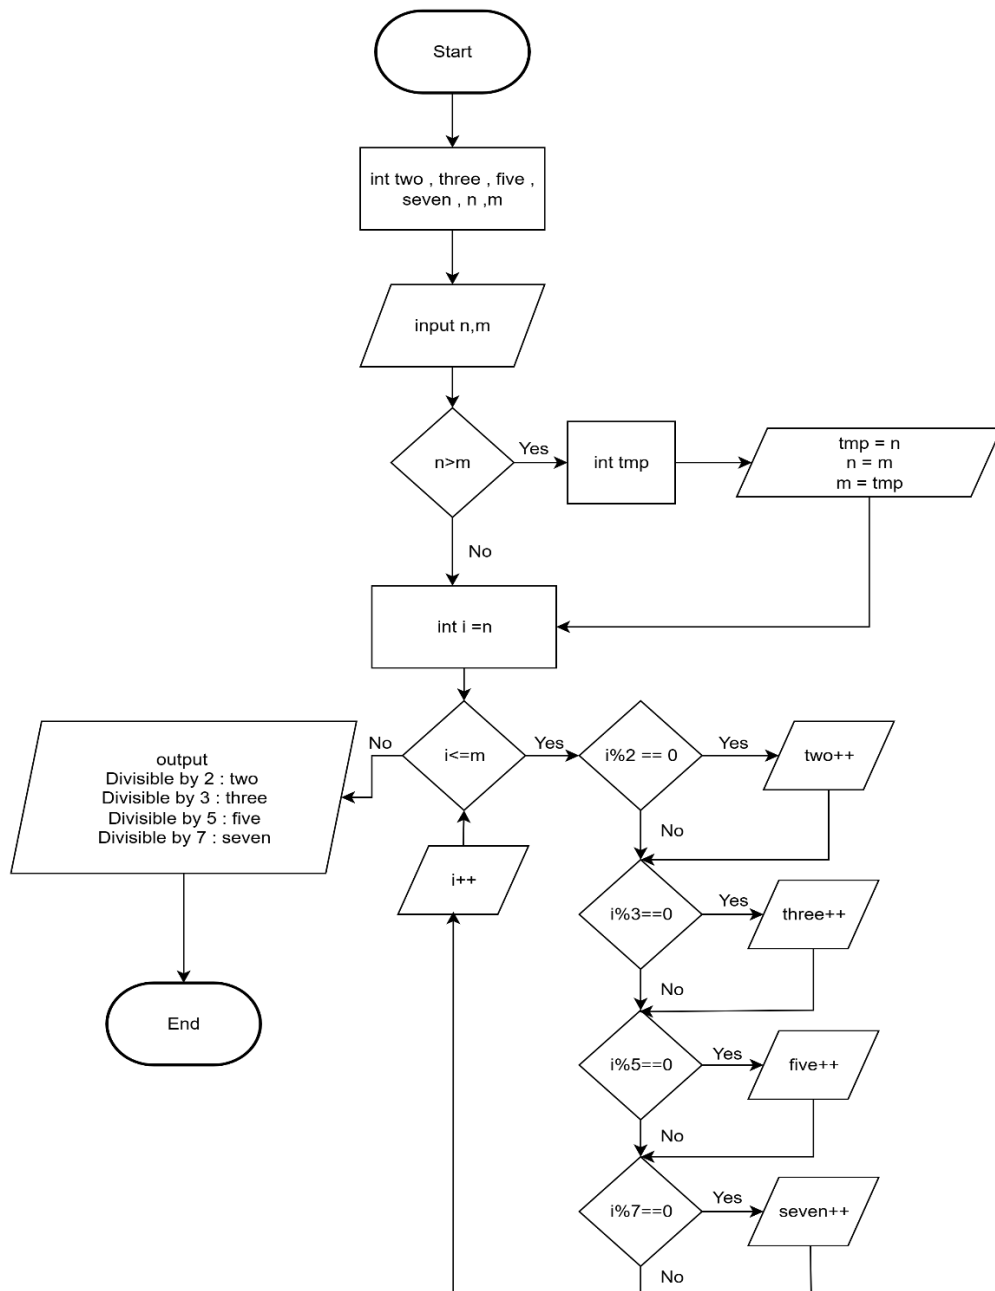 Start
int two , three , five ,
seven , n ,m
input n,m
n>m
Yes
int tmp
tmp = n
n = m
m = tmp
No
int i =n
i<=m
No
Yes
output
Divisible by 2 : two
Divisible by 3 : three
Divisible by 5 : five
Divisible by 7 : seven
i%2 == 0
Yes
two++
No
i++
i%3==0
Yes
three++
No
End
i%5==0
Yes
five++
No
i%7==0
Yes
seven++
No